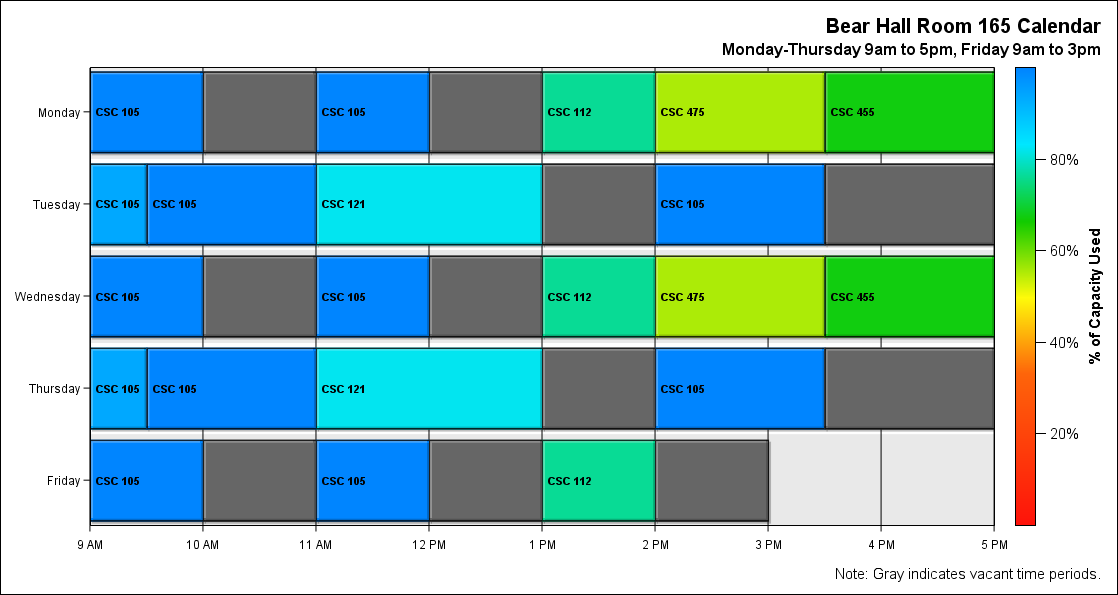 Bear Hall Room 165 Calendar
Monday-Thursday 9am to 5pm, Friday 9am to 3pm
Monday
CSC 105
CSC 105
CSC 112
CSC 475
CSC 455
Tuesday
CSC 105
CSC 105
CSC 121
CSC 105
Wednesday
CSC 105
CSC 105
CSC 112
CSC 475
CSC 455
Thursday
CSC 105
CSC 105
CSC 121
CSC 105
Friday
CSC 105
CSC 105
CSC 112
9 AM
10 AM
11 AM
12 PM
1 PM
2 PM
3 PM
4 PM
5 PM
80%
60%
40%
20%
% of Capacity Used
Note: Gray indicates vacant time periods.